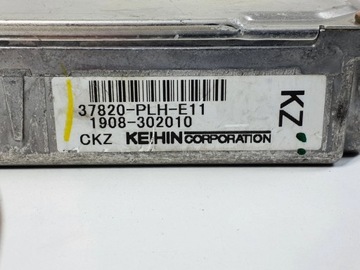 37820-PLH-E11
1908-302010
CKZ KEIHIN CORPORATION
KZ